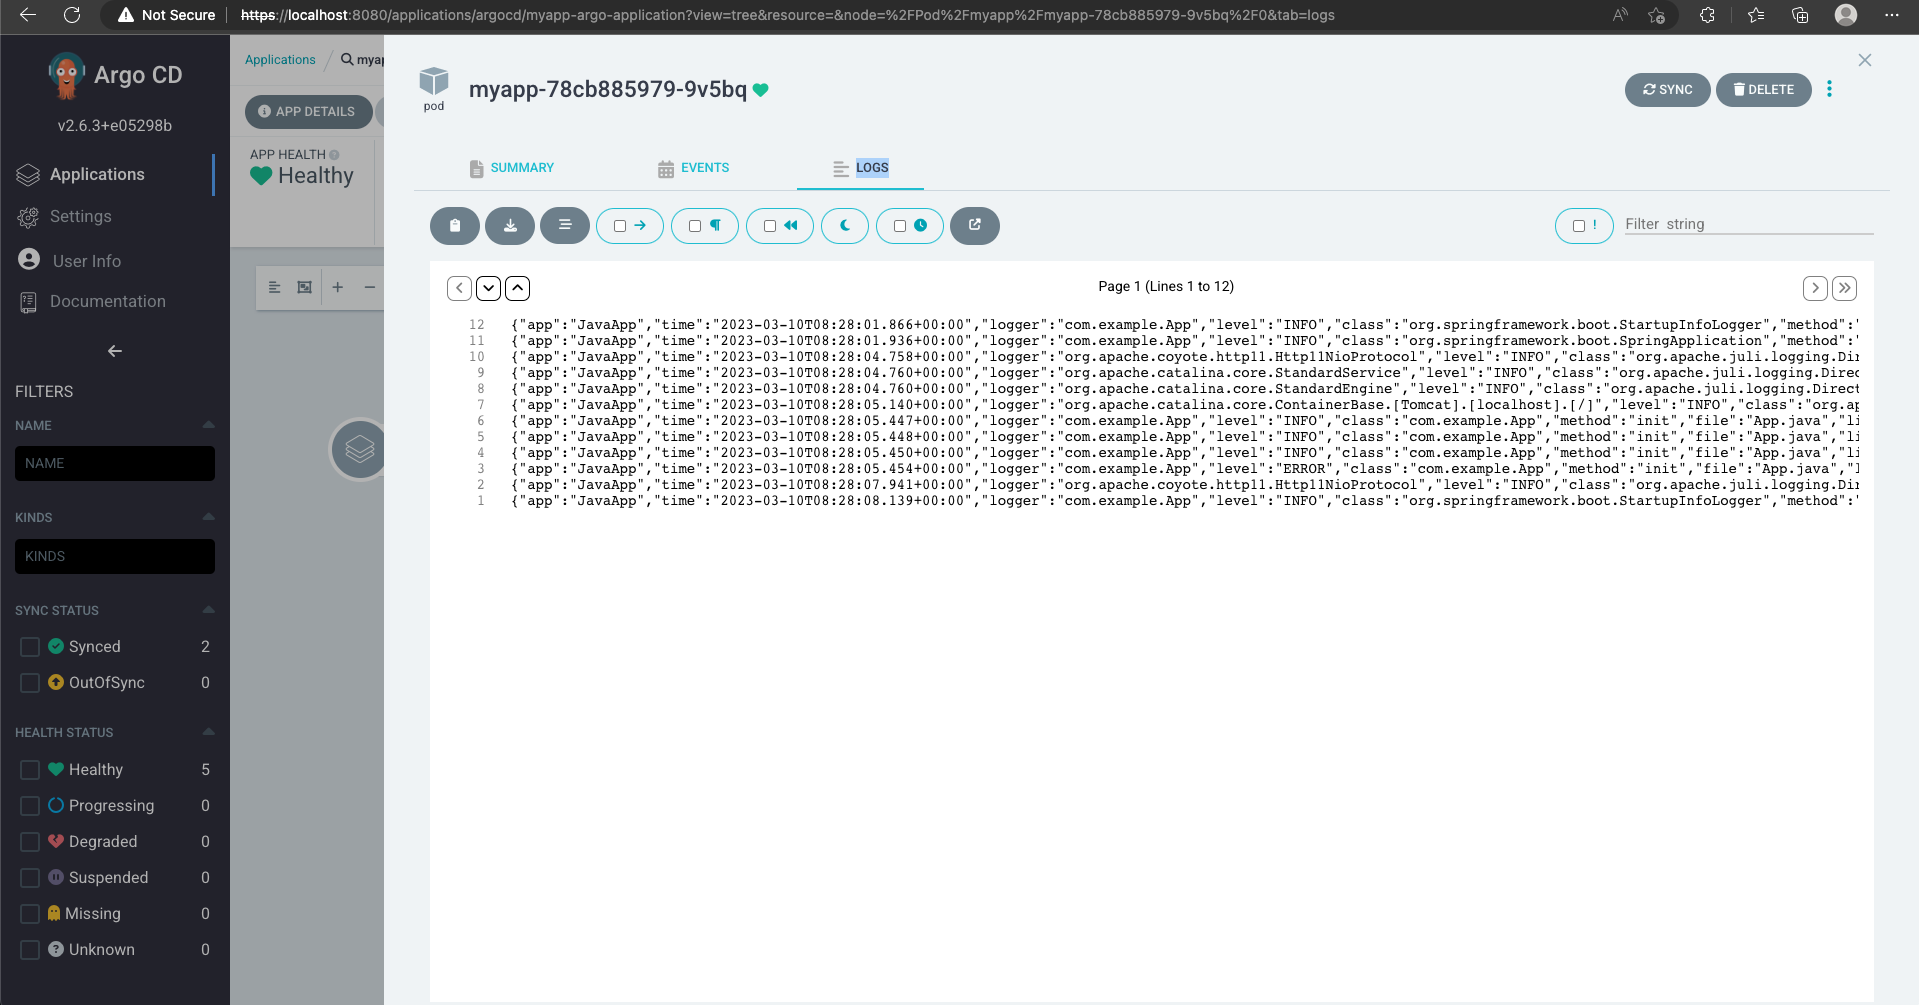 Not Secure
https://localhost:8080/applications/argocd/myapp-argo-application?view=tree&resource=&node=%2FPod%2Fmyapp%2Fmyapp-78cb885979-9v5bq%2F0&tab=logs
Argo CD
v2.6.3+e05298b
Applications
Settings
User Info
Documentation
FILTERS
NAME
NAME
KINDS
KINDS
SYNC STATUS
Synced 2
OutOfSync 0
HEALTH STATUS
Healthy 5
Progressing 0
Degraded 0
Suspended 0
Missing 0
Unknown 0
Applications / myap
APP DETAILS
APP HEALTH
Healthy
pod
myapp-78cb885979-9v5bq
SYNC
DELETE
SUMMARY
EVENTS
LOGS
Filter string
Page 1 (Lines 1 to 12)
12 {"app":"JavaApp","time":"2023-03-10T08:28:01.866+00:00","logger":"com.example.App","level":"INFO","class":"org.springframework.boot.StartupInfoLogger","method":"
11 {"app":"JavaApp","time":"2023-03-10T08:28:01.936+00:00","logger":"com.example.App","level":"INFO","class":"org.springframework.boot.SpringApplication","method":"
10 {"app":"JavaApp","time":"2023-03-10T08:28:04.758+00:00","logger":"org.apache.coyote.http11.Http11NioProtocol","level":"INFO","class":"org.apache.juli.logging.Dir
9 {"app":"JavaApp","time":"2023-03-10T08:28:04.760+00:00","logger":"org.apache.catalina.core.StandardService","level":"INFO","class":"org.apache.juli.logging.Direc
8 {"app":"JavaApp","time":"2023-03-10T08:28:04.760+00:00","logger":"org.apache.catalina.core.StandardEngine","level":"INFO","class":"org.apache.juli.logging.Direct
7 {"app":"JavaApp","time":"2023-03-10T08:28:05.140+00:00","logger":"org.apache.catalina.core.ContainerBase.[Tomcat].[localhost].[/]","level":"INFO","class":"org.ap
6 {"app":"JavaApp","time":"2023-03-10T08:28:05.447+00:00","logger":"com.example.App","level":"INFO","class":"com.example.App","method":"init","file":"App.java","li
5 {"app":"JavaApp","time":"2023-03-10T08:28:05.448+00:00","logger":"com.example.App","level":"INFO","class":"com.example.App","method":"init","file":"App.java","li
4 {"app":"JavaApp","time":"2023-03-10T08:28:05.450+00:00","logger":"com.example.App","level":"INFO","class":"com.example.App","method":"init","file":"App.java","li
3 {"app":"JavaApp","time":"2023-03-10T08:28:05.454+00:00","logger":"com.example.App","level":"ERROR","class":"com.example.App","method":"init","file":"App.java","l
2 {"app":"JavaApp","time":"2023-03-10T08:28:07.941+00:00","logger":"org.apache.coyote.http11.Http11NioProtocol","level":"INFO","class":"org.apache.juli.logging.Dir
1 {"app":"JavaApp","time":"2023-03-10T08:28:08.139+00:00","logger":"com.example.App","level":"INFO","class":"org.springframework.boot.StartupInfoLogger","method":"